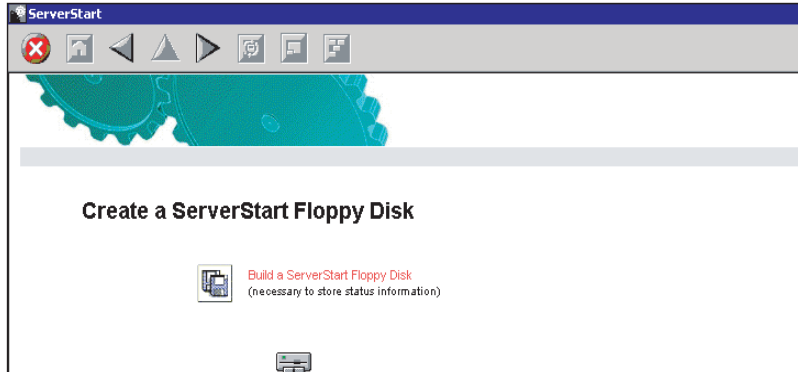 ServerStart
Create a ServerStart Floppy Disk
Build a ServerStart Floppy Disk
(necessary to store status information)